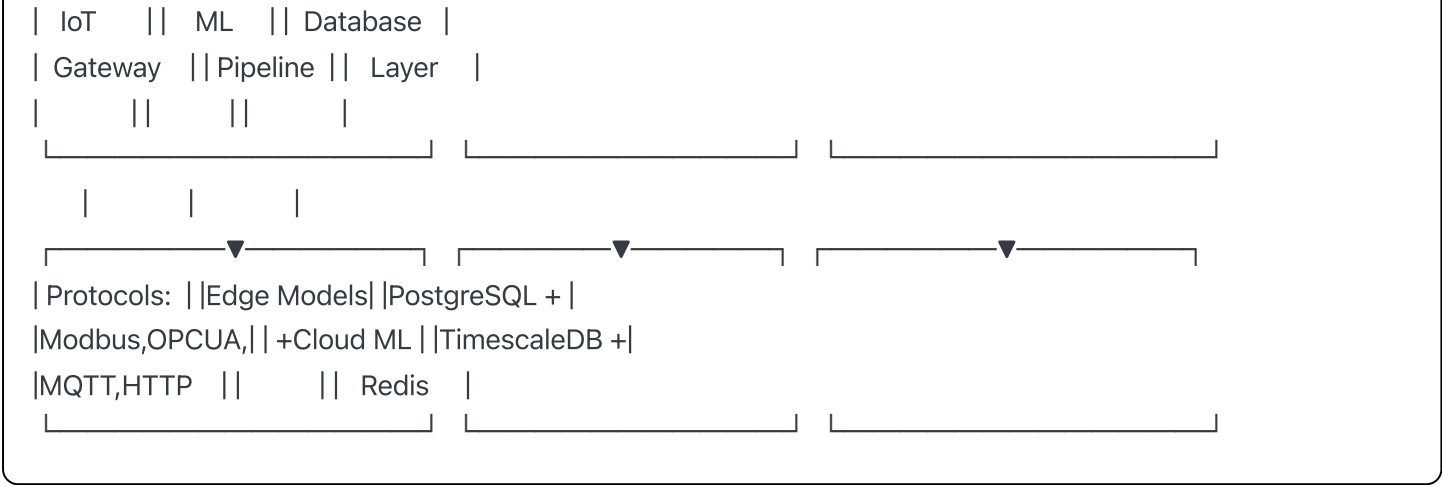 | IoT || ML || Database |
| Gateway || Pipeline || Layer |
| || || |
└──────────┘ └──────────┘ └──────────┘
| | |
┌─────▼─────┐ ┌─────▼─────┐ ┌─────▼─────┐
| Protocols: | |Edge Models| |PostgreSQL + |
|Modbus,OPCUA,| | +Cloud ML | |TimescaleDB +|
|MQTT,HTTP || || Redis |
└──────────┘ └──────────┘ └──────────┘